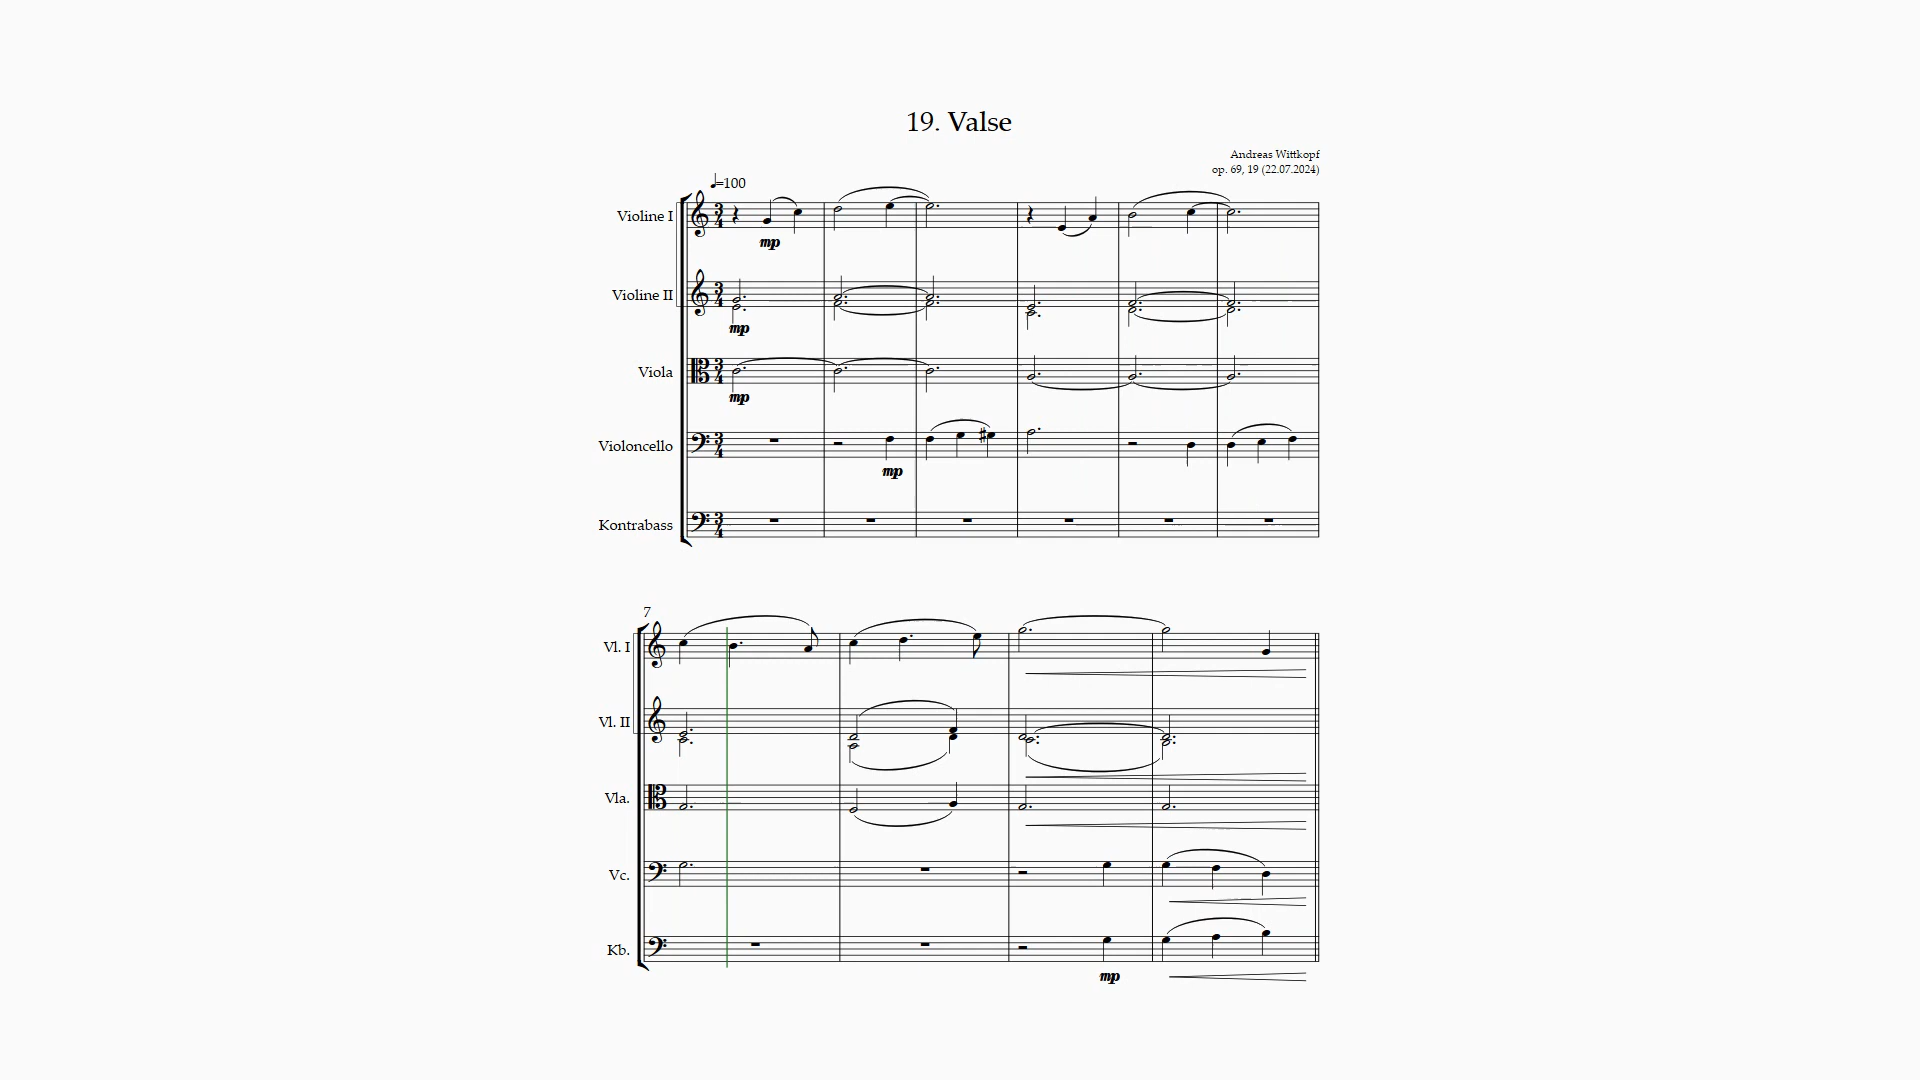 19. Valse
Andreas Wittkopf
op. 69, 19 (22.07.2024)
♩=100
Violine I
mp
Violine II
mp
Viola
mp
Violoncello
mp
Kontrabass
7
Vl. I
Vl. II
Vla.
Vc.
Kb.
mp